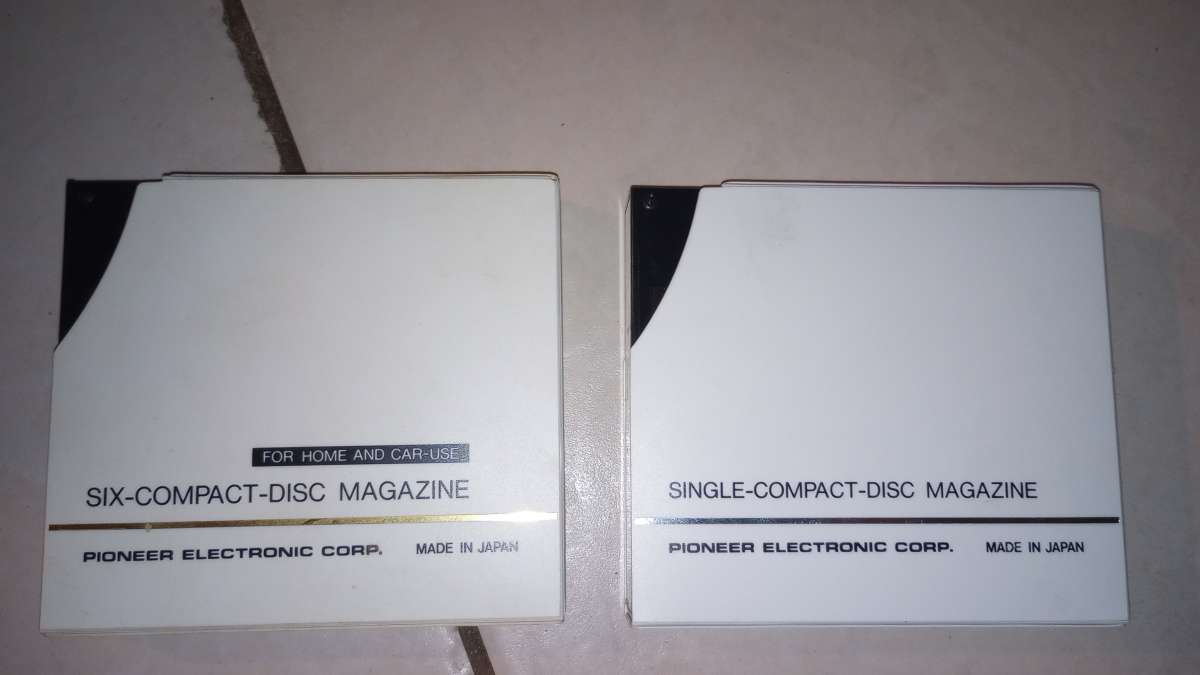 FOR HOME AND CAR-USE
SIX-COMPACT-DISC MAGAZINE
PIONEER ELECTRONIC CORP. MADE IN JAPAN
SINGLE-COMPACT-DISC MAGAZINE
PIONEER ELECTRONIC CORP. MADE IN JAPAN